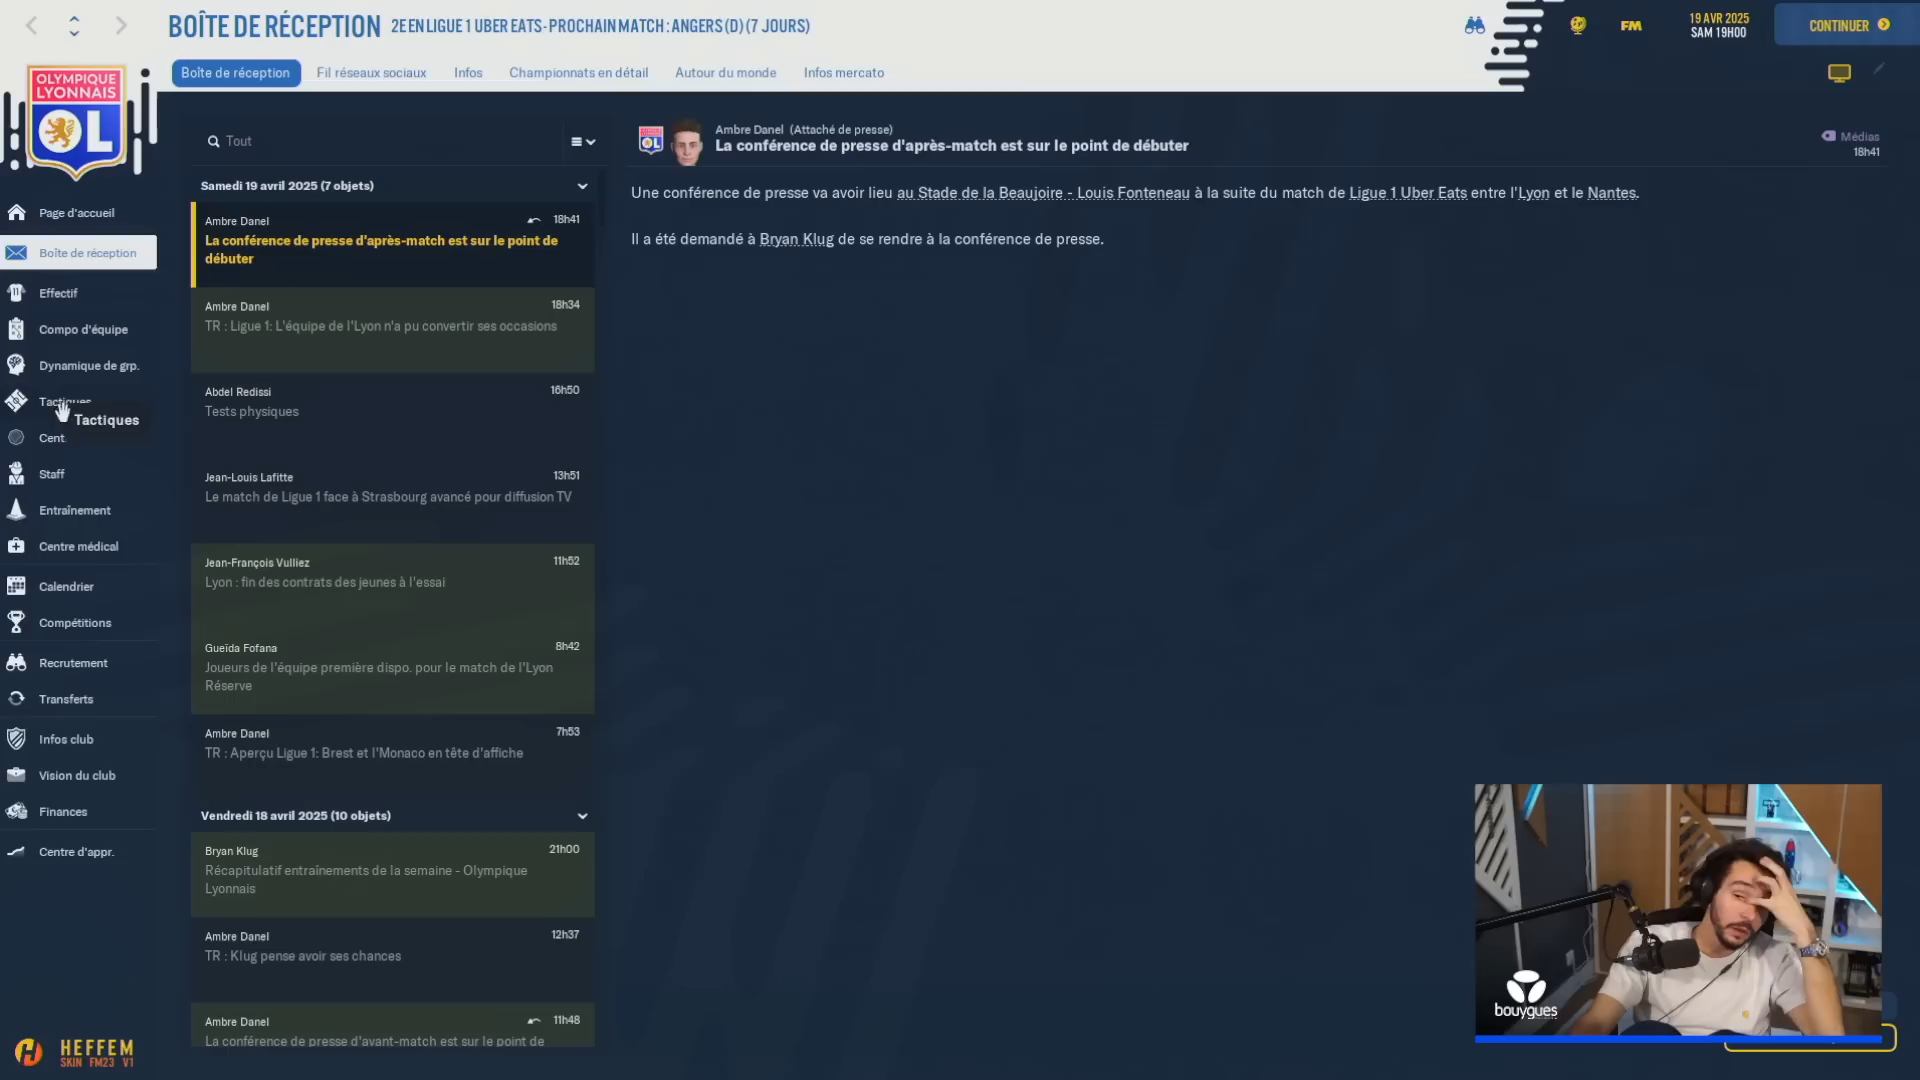 BOÎTE DE RÉCEPTION
2E EN LIGUE 1 UBER EATS - PROCHAIN MATCH : ANGERS (D) (7 JOURS)
FM
19 AVR 2025
SAM 19H00
CONTINUER
Boîte de réception
Fil réseaux sociaux
Infos
Championnats en détail
Autour du monde
Infos mercato
OLYMPIQUE
LYONNAIS
OL
Page d'accueil
Boîte de réception
Effectif
Compo d'équipe
Dynamique de grp.
Tactiques
Tactiques
Cent.
Staff
Entraînement
Centre médical
Calendrier
Compétitions
Recrutement
Transferts
Infos club
Vision du club
Finances
Centre d'appr.
HEFFEM
SKIN FM23 V1
Tout
Samedi 19 avril 2025 (7 objets)
Ambre Danel
18h41
La conférence de presse d'après-match est sur le point de
débuter
Ambre Danel
18h34
TR : Ligue 1: L'équipe de l'Lyon n'a pu convertir ses occasions
Abdel Redissi
16h50
Tests physiques
Jean-Louis Lafitte
13h51
Le match de Ligue 1 face à Strasbourg avancé pour diffusion TV
Jean-François Vulliez
11h52
Lyon : fin des contrats des jeunes à l'essai
Gueïda Fofana
8h42
Joueurs de l'équipe première dispo. pour le match de l'Lyon
Réserve
Ambre Danel
7h53
TR : Aperçu Ligue 1: Brest et l'Monaco en tête d'affiche
Vendredi 18 avril 2025 (10 objets)
Bryan Klug
21h00
Récapitulatif entraînements de la semaine - Olympique
Lyonnais
Ambre Danel
12h37
TR : Klug pense avoir ses chances
Ambre Danel
11h48
La conférence de presse d'avant-match est sur le point de
Ambre Danel (Attaché de presse)
La conférence de presse d'après-match est sur le point de débuter
Médias
18h41
Une conférence de presse va avoir lieu au Stade de la Beaujoire - Louis Fonteneau à la suite du match de Ligue 1 Uber Eats entre l'Lyon et le Nantes.
Il a été demandé à Bryan Klug de se rendre à la conférence de presse.
bouygues